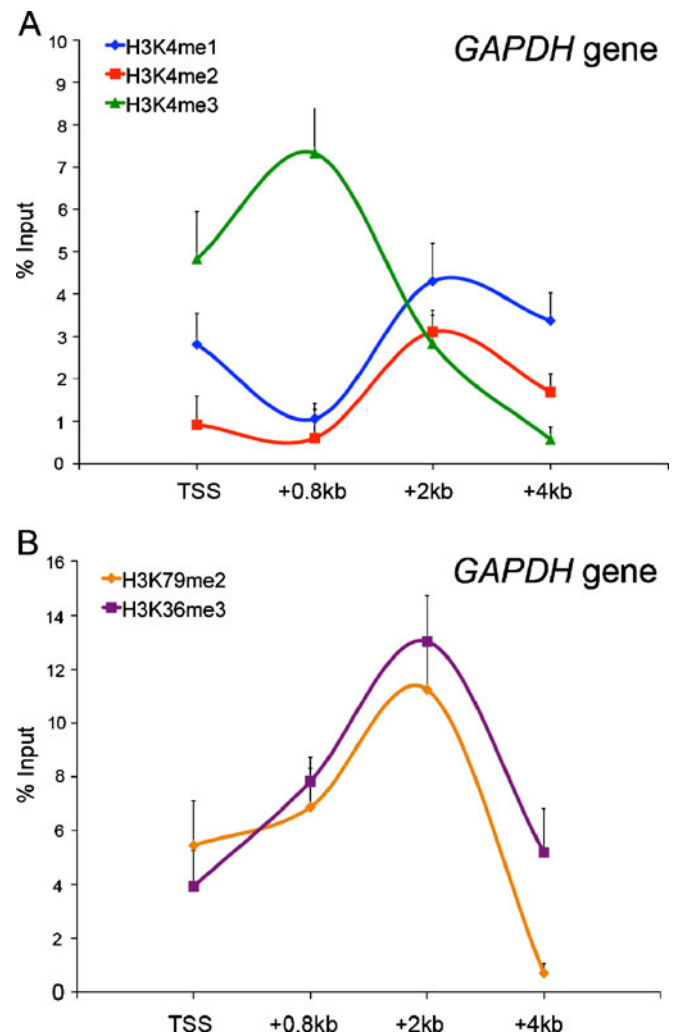 A
H3K4me1
H3K4me2
H3K4me3
GAPDH gene
10
9
8
7
6
5
4
3
2
1
0
% Input
TSS +0.8kb +2kb +4kb
B
H3K79me2
H3K36me3
GAPDH gene
16
14
12
10
8
6
4
2
0
% Input
TSS +0.8kb +2kb +4kb